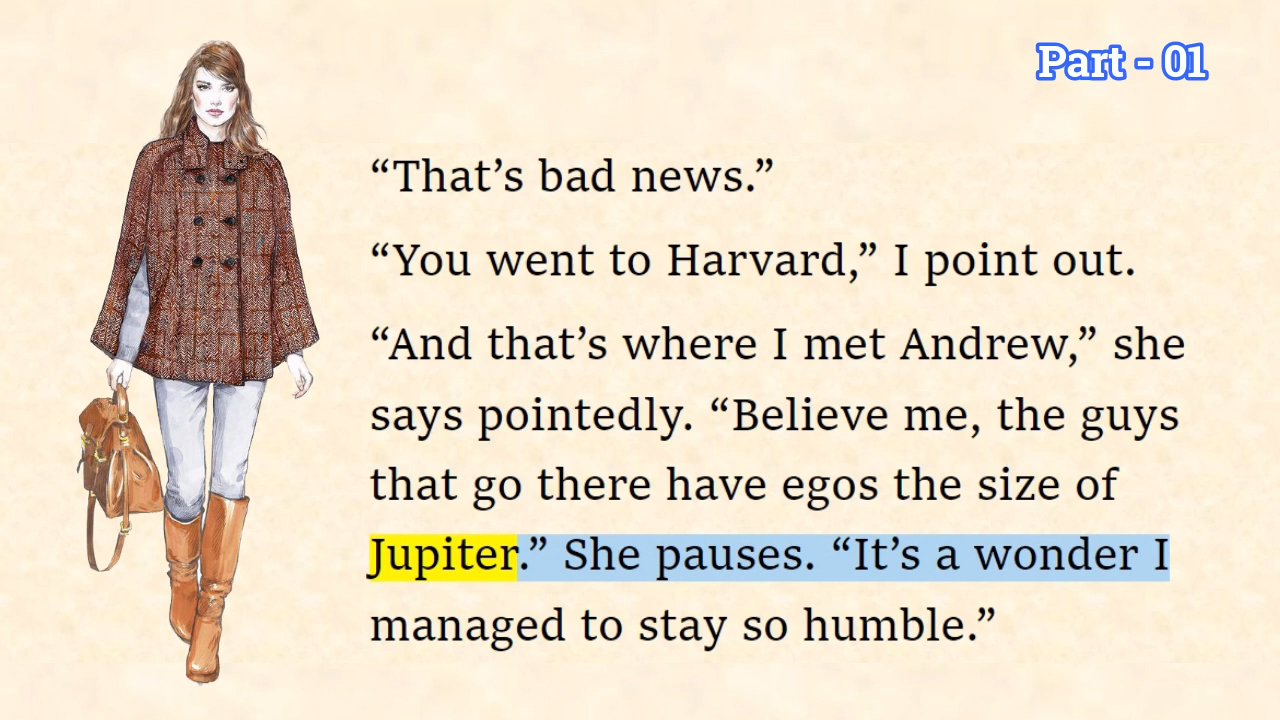 Part - 01
“That’s bad news.”
“You went to Harvard,” I point out.
“And that’s where I met Andrew,” she
says pointedly. “Believe me, the guys
that go there have egos the size of
Jupiter.” She pauses. “It’s a wonder I
managed to stay so humble.”